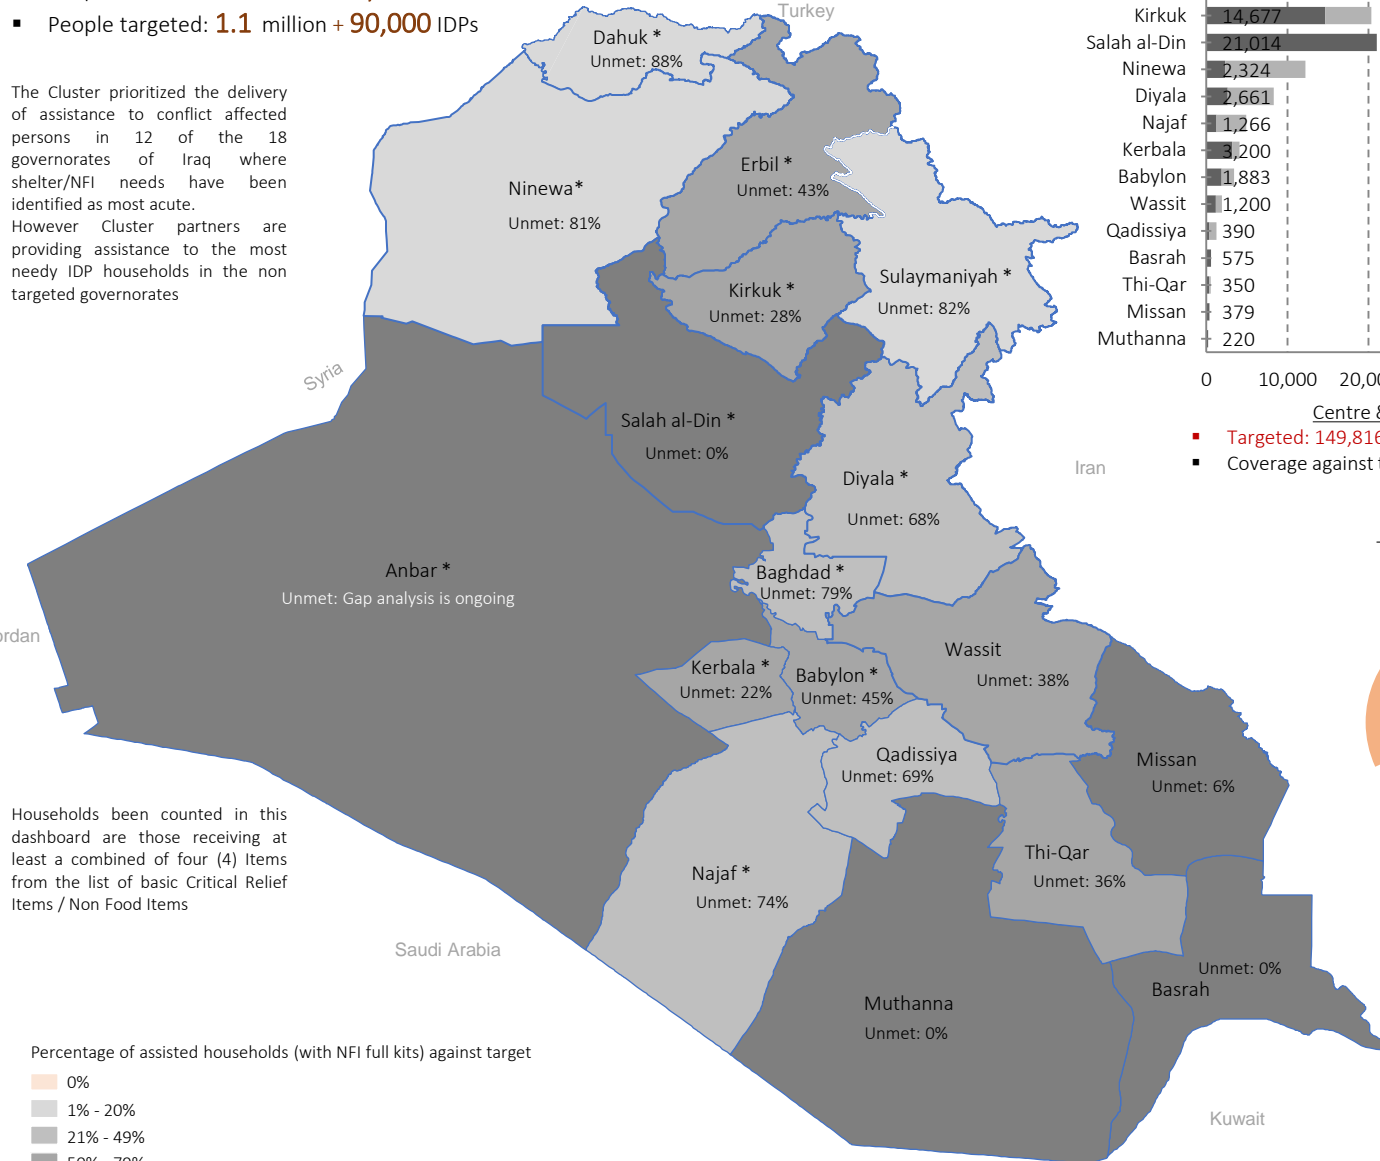 ▪ People targeted: 1.1 million + 90,000 IDPs
The Cluster prioritized the delivery
of assistance to conflict affected
persons in 12 of the 18
governorates of Iraq where
shelter/NFI needs have been
identified as most acute.
However Cluster partners are
providing assistance to the most
needy IDP households in the non
targeted governorates
Turkey
Dahuk *
Unmet: 88%
Erbil *
Unmet: 43%
Ninewa*
Unmet: 81%
Sulaymaniyah *
Unmet: 82%
Kirkuk *
Unmet: 28%
Syria
Salah al-Din *
Unmet: 0%
Iran
Diyala *
Unmet: 68%
Anbar *
Unmet: Gap analysis is ongoing
Baghdad *
Unmet: 79%
ordan
Wassit
Unmet: 38%
Kerbala *
Unmet: 22%
Babylon *
Unmet: 45%
Qadissiya
Unmet: 69%
Missan
Unmet: 6%
Thi-Qar
Unmet: 36%
Najaf *
Unmet: 74%
Saudi Arabia
Unmet: 0%
Basrah
Muthanna
Unmet: 0%
Kuwait
Kirkuk 14,677
Salah al-Din 21,014
Ninewa 2,324
Diyala 2,661
Najaf 1,266
Kerbala 3,200
Babylon 1,883
Wassit 1,200
Qadissiya 390
Basrah 575
Thi-Qar 350
Missan 379
Muthanna 220
0 10,000 20,00
Centre &
▪ Targeted: 149,816
▪ Coverage against t
Households been counted in this
dashboard are those receiving at
least a combined of four (4) Items
from the list of basic Critical Relief
Items / Non Food Items
Percentage of assisted households (with NFI full kits) against target
0%
1% - 20%
21% - 49%